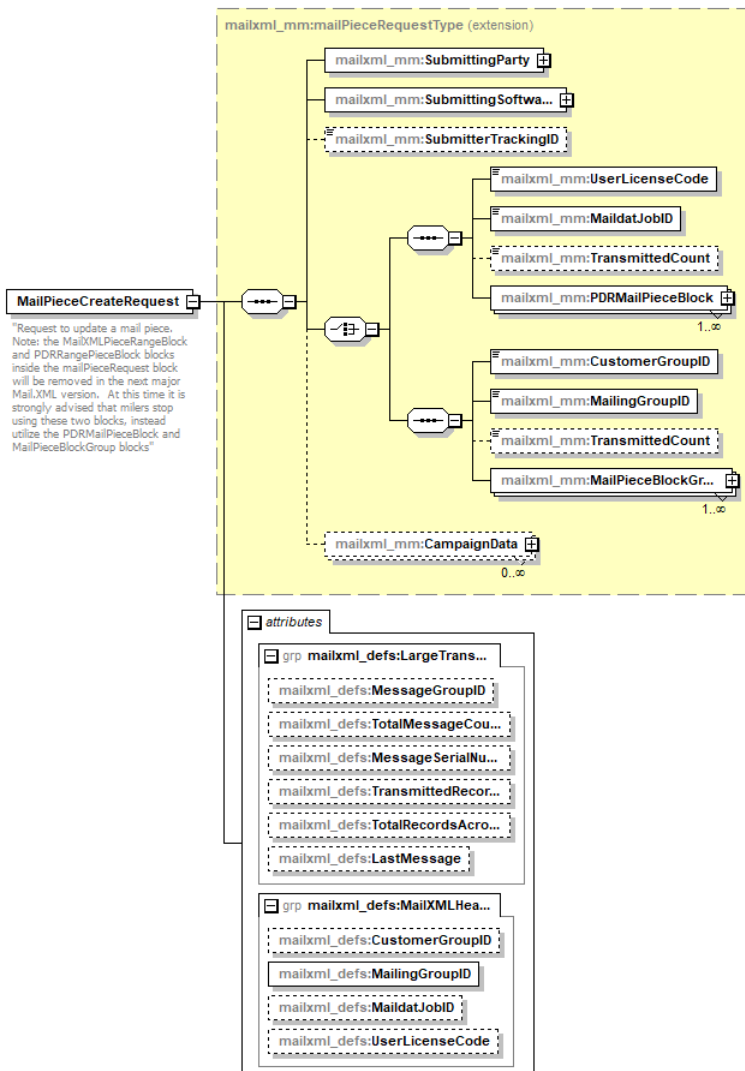 mailxml_mm:mailPieceRequestType (extension)
mailxml_mm:SubmittingParty
mailxml_mm:SubmittingSoftwa...
mailxml_mm:SubmitterTrackingID
mailxml_mm:UserLicenseCode
mailxml_mm:MaildatJobID
mailxml_mm:TransmittedCount
mailxml_mm:PDRMailPieceBlock
1..∞
MailPieceCreateRequest
"Request to update a mail piece.
Note: the MailXMLPieceRangeBlock
and PDRRangePieceBlock blocks
inside the mailPieceRequest block
will be removed in the next major
Mail.XML version. At this time it is
strongly advised that milers stop
using these two blocks, instead
utilize the PDRMailPieceBlock and
MailPieceBlockGroup blocks"
mailxml_mm:CustomerGroupID
mailxml_mm:MailingGroupID
mailxml_mm:TransmittedCount
mailxml_mm:MailPieceBlockGr...
1..∞
mailxml_mm:CampaignData
0..∞
attributes
grp mailxml_defs:LargeTrans...
mailxml_defs:MessageGroupID
mailxml_defs:TotalMessageCou...
mailxml_defs:MessageSerialNu...
mailxml_defs:TransmittedRecor...
mailxml_defs:TotalRecordsAcro...
mailxml_defs:LastMessage
grp mailxml_defs:MailXMLHea...
mailxml_defs:CustomerGroupID
mailxml_defs:MailingGroupID
mailxml_defs:MaildatJobID
mailxml_defs:UserLicenseCode